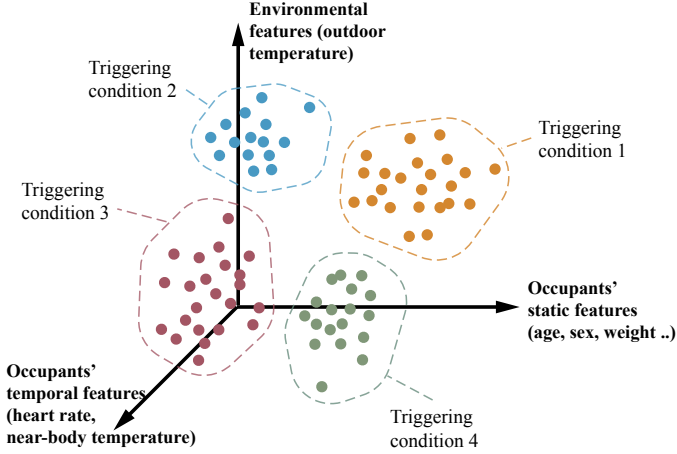 Environmental
features (outdoor
temperature)
Triggering
condition 2
Triggering
condition 1
Triggering
condition 3
Occupants'
static features
(age, sex, weight ..)
Occupants'
temporal features
(heart rate,
near-body temperature)
Triggering
condition 4